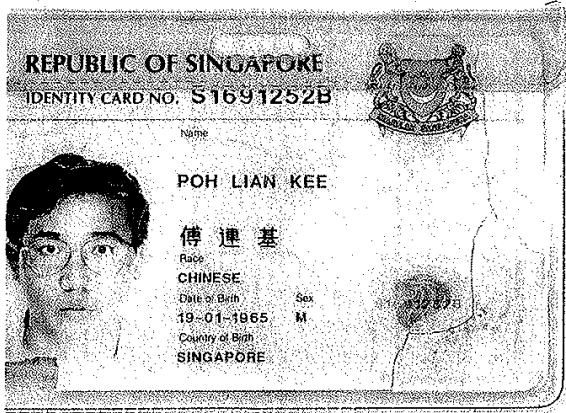 REPUBLIC OF SINGAPORE
IDENTITY CARD NO. S1691252B
Name
POH LIAN KEE
傅 連 基
Race
CHINESE
Date of Birth Sex
19-01-1965 M
Country of Birth
SINGAPORE